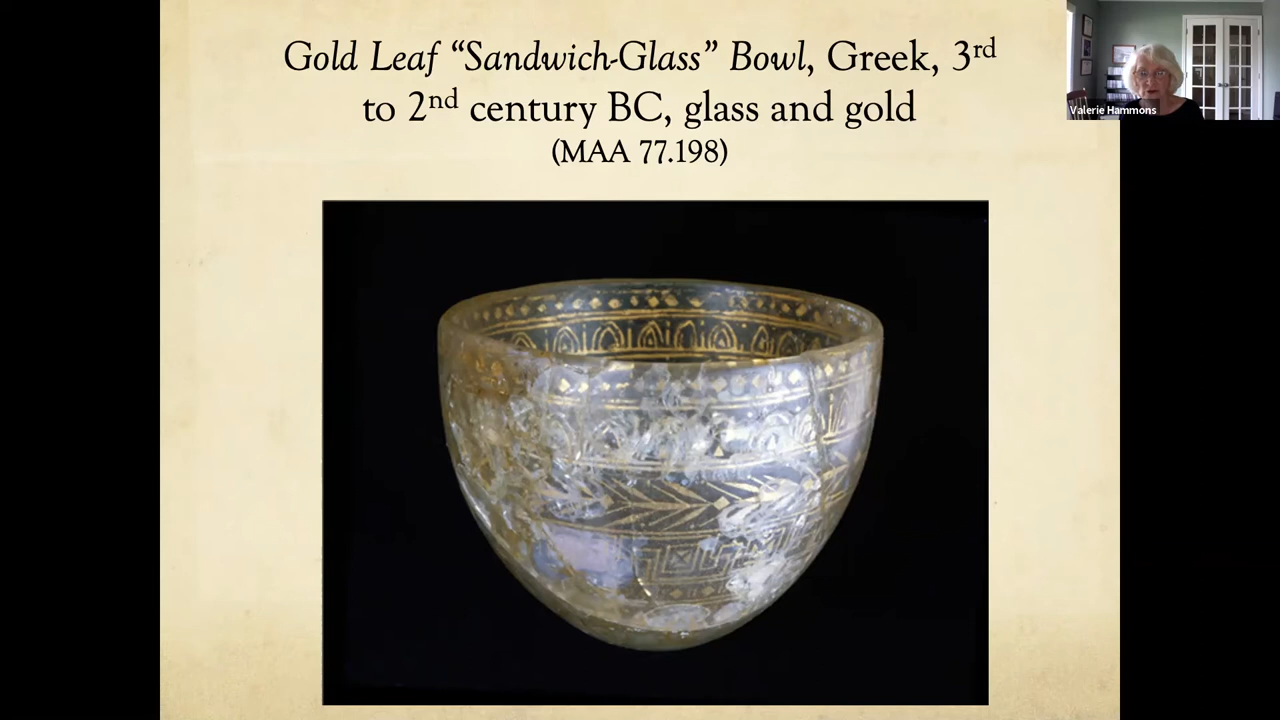 Gold Leaf “Sandwich-Glass” Bowl, Greek, 3rd
to 2nd century BC, glass and gold
(MAA 77.198)
Valerie Hammons